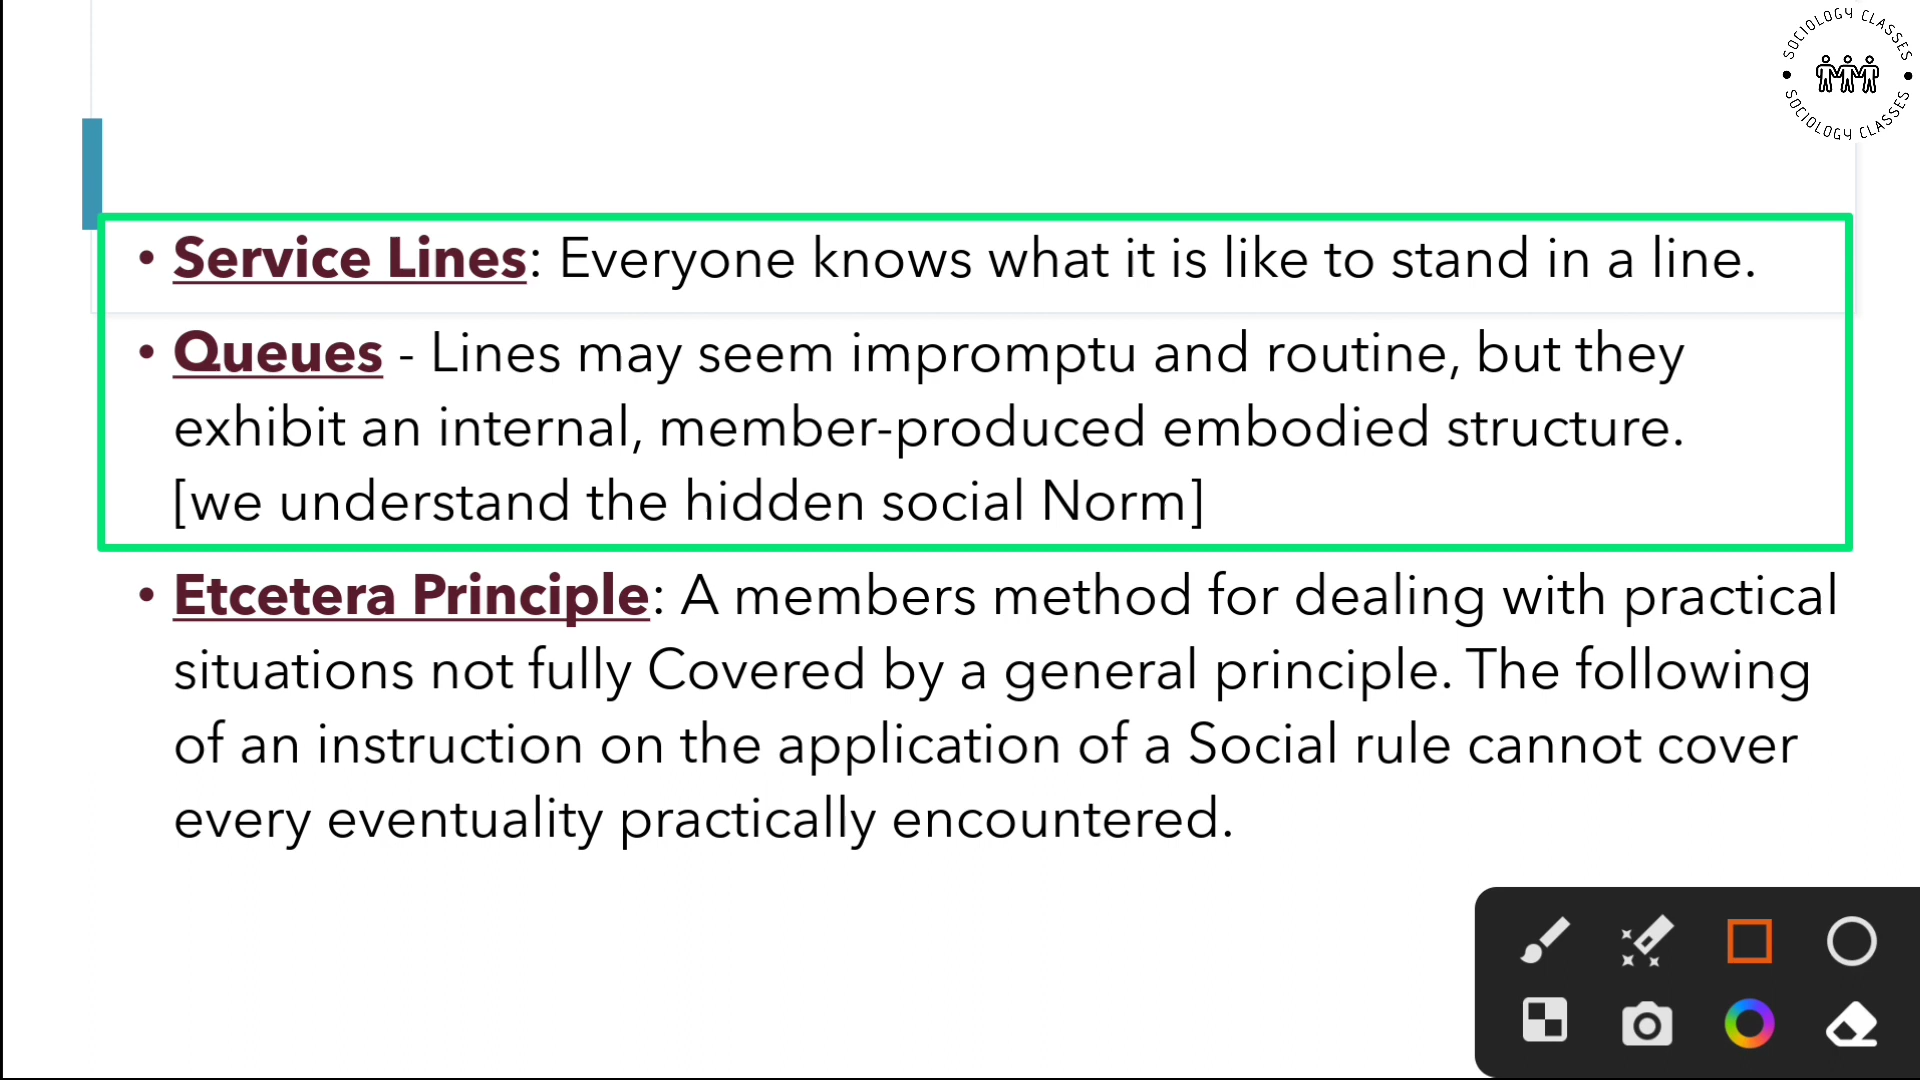 SOCIOLOGY CLASSES
SOCIOLOGY CLASSES
• Service Lines: Everyone knows what it is like to stand in a line.
• Queues - Lines may seem impromptu and routine, but they
exhibit an internal, member-produced embodied structure.
[we understand the hidden social Norm]
• Etcetera Principle: A members method for dealing with practical
situations not fully Covered by a general principle. The following
of an instruction on the application of a Social rule cannot cover
every eventuality practically encountered.